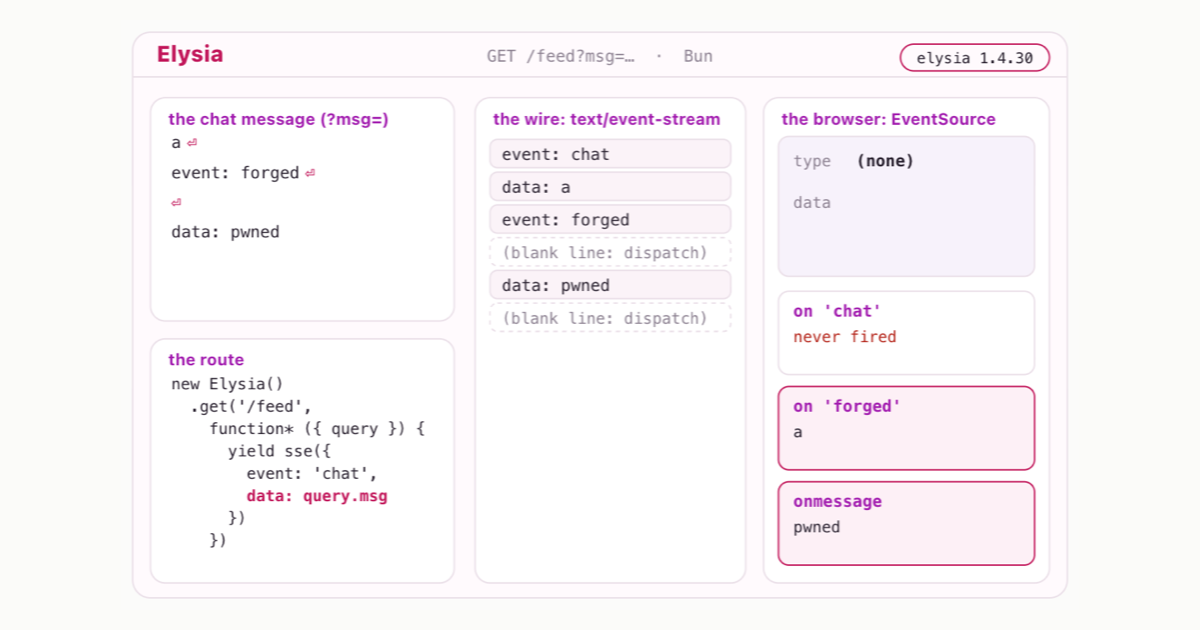 Elysia
GET /feed?msg=… · Bun
elysia 1.4.30
the chat message (?msg=)
a ⏎
event: forged ⏎
⏎
data: pwned
the route
new Elysia()
  .get('/feed',
    function* ({ query }) {
      yield sse({
        event: 'chat',
        data: query.msg
      })
    })
the wire: text/event-stream
event: chat
data: a
event: forged
(blank line: dispatch)
data: pwned
(blank line: dispatch)
the browser: EventSource
type (none)
data
on 'chat'
never fired
on 'forged'
a
onmessage
pwned